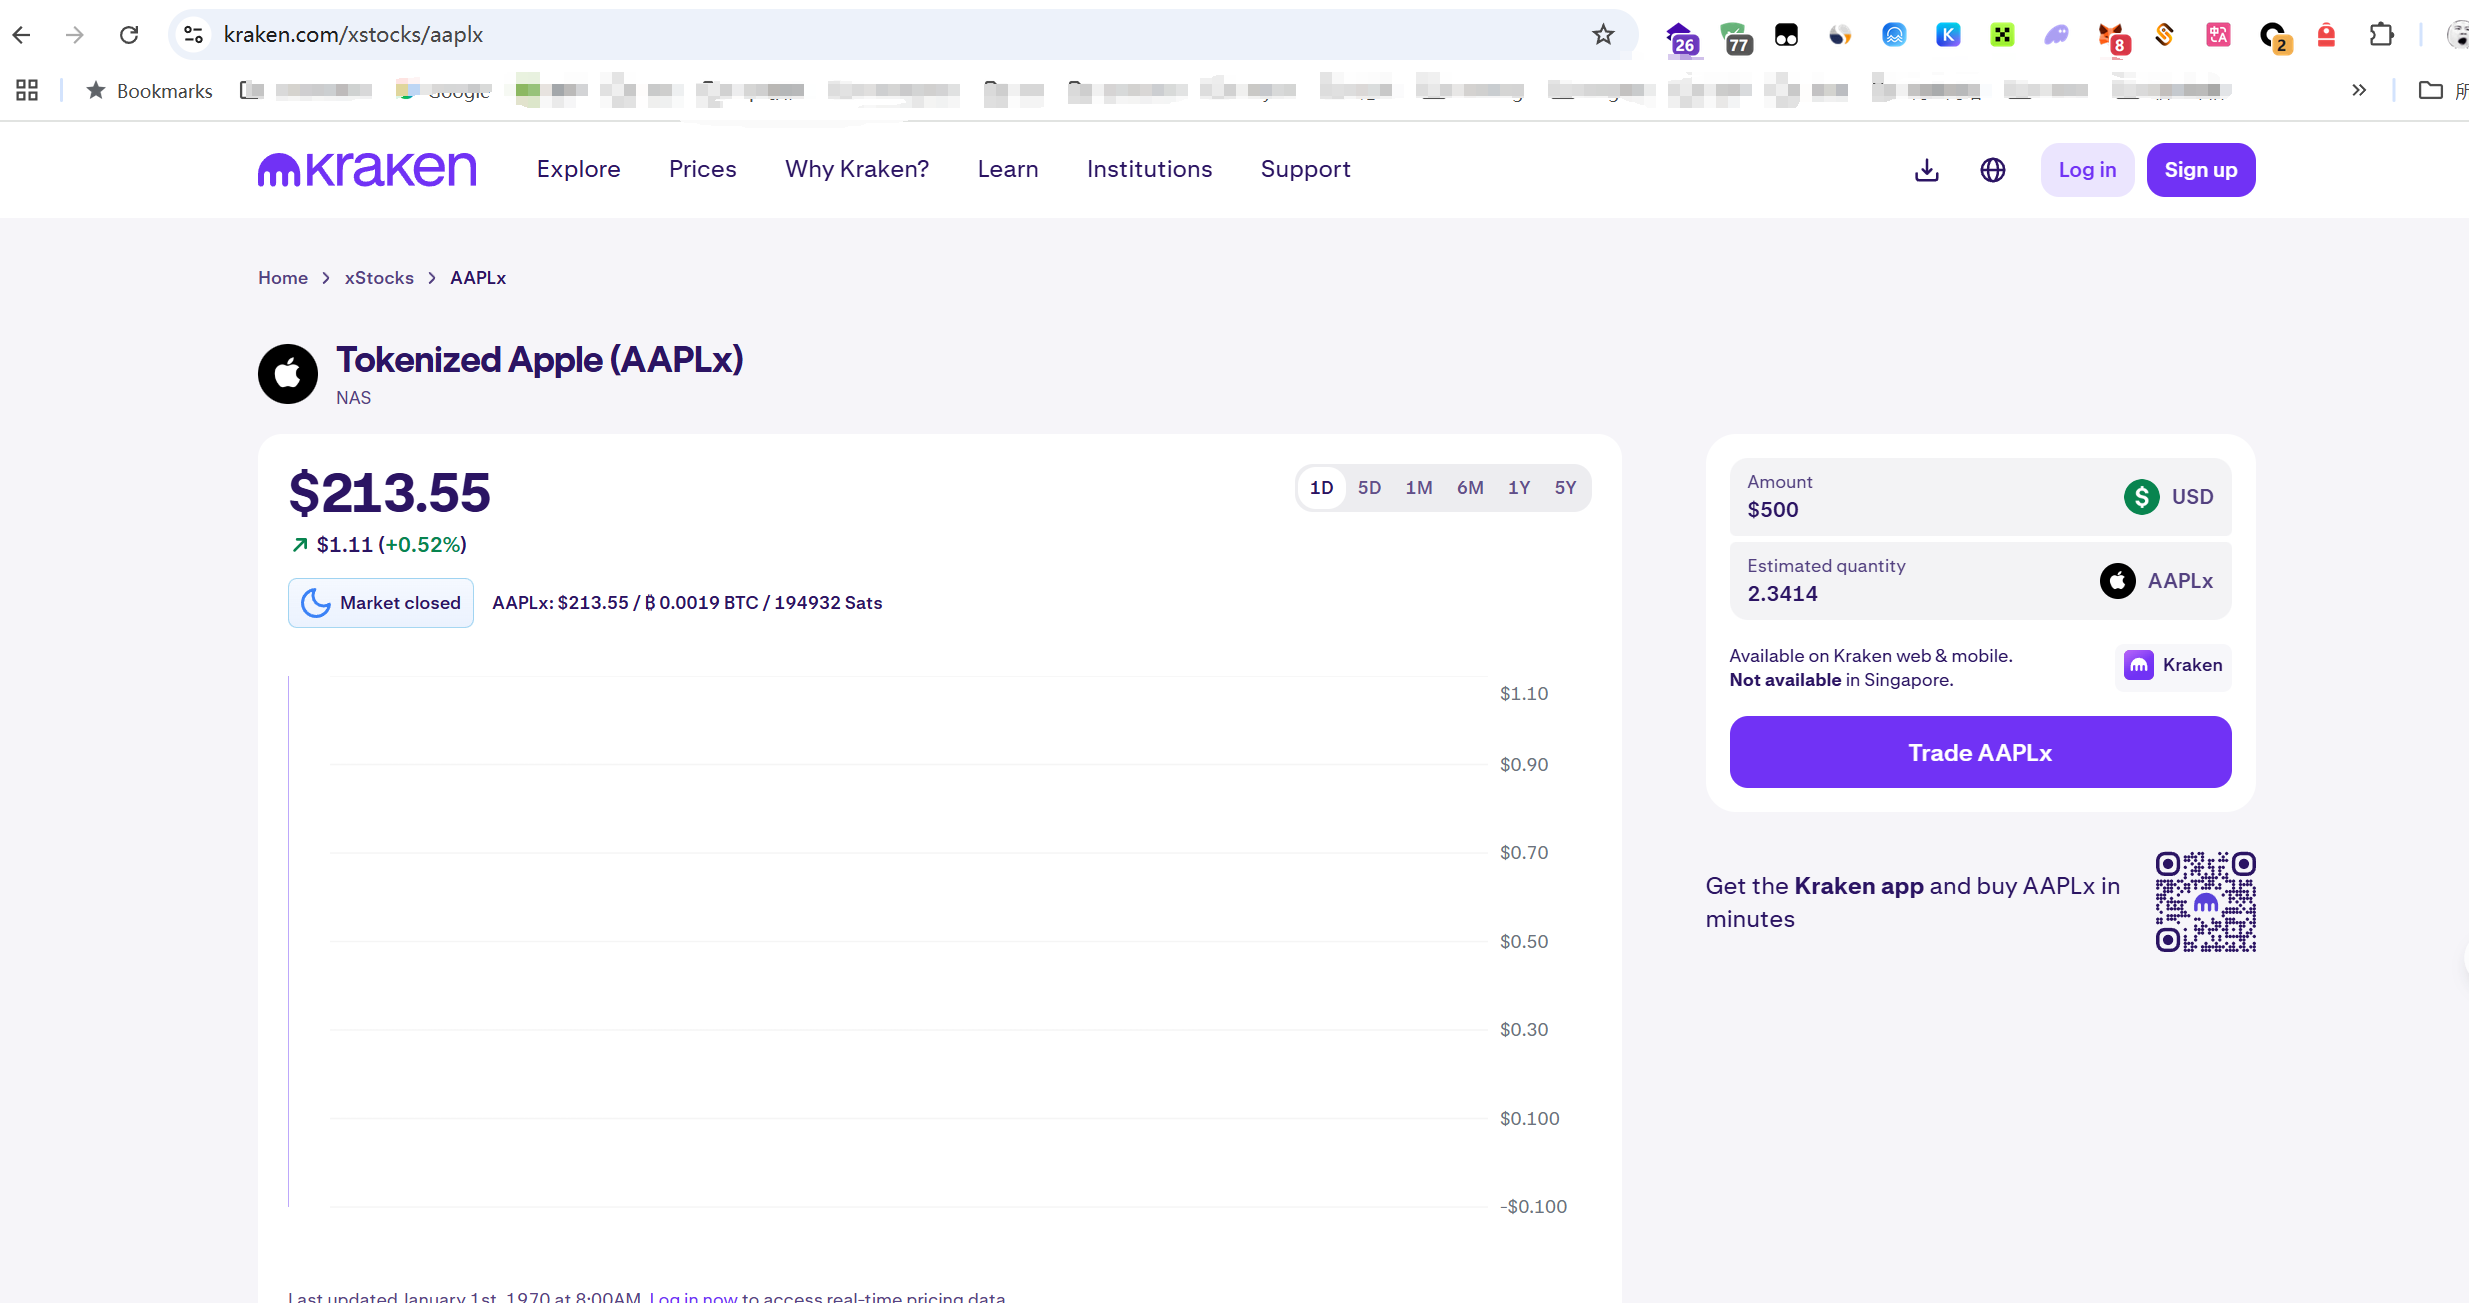 kraken.com/xstocks/aaplx
26
77
K
8
2
Bookmarks
Google
所
kraken
Explore
Prices
Why Kraken?
Learn
Institutions
Support
Log in
Sign up
Home > xStocks > AAPLx
Tokenized Apple (AAPLx)
NAS
$213.55
1D 5D 1M 6M 1Y 5Y
$1.11 (+0.52%)
Market closed
AAPLx: $213.55 / ₿ 0.0019 BTC / 194932 Sats
$1.10
$0.90
$0.70
$0.50
$0.30
$0.100
-$0.100
Last updated January 1st, 1970 at 8:00AM. Log in now to access real-time pricing data
Amount
$500
USD
Estimated quantity
2.3414
AAPLx
Available on Kraken web & mobile.
Not available in Singapore.
Kraken
Trade AAPLx
Get the Kraken app and buy AAPLx in
minutes